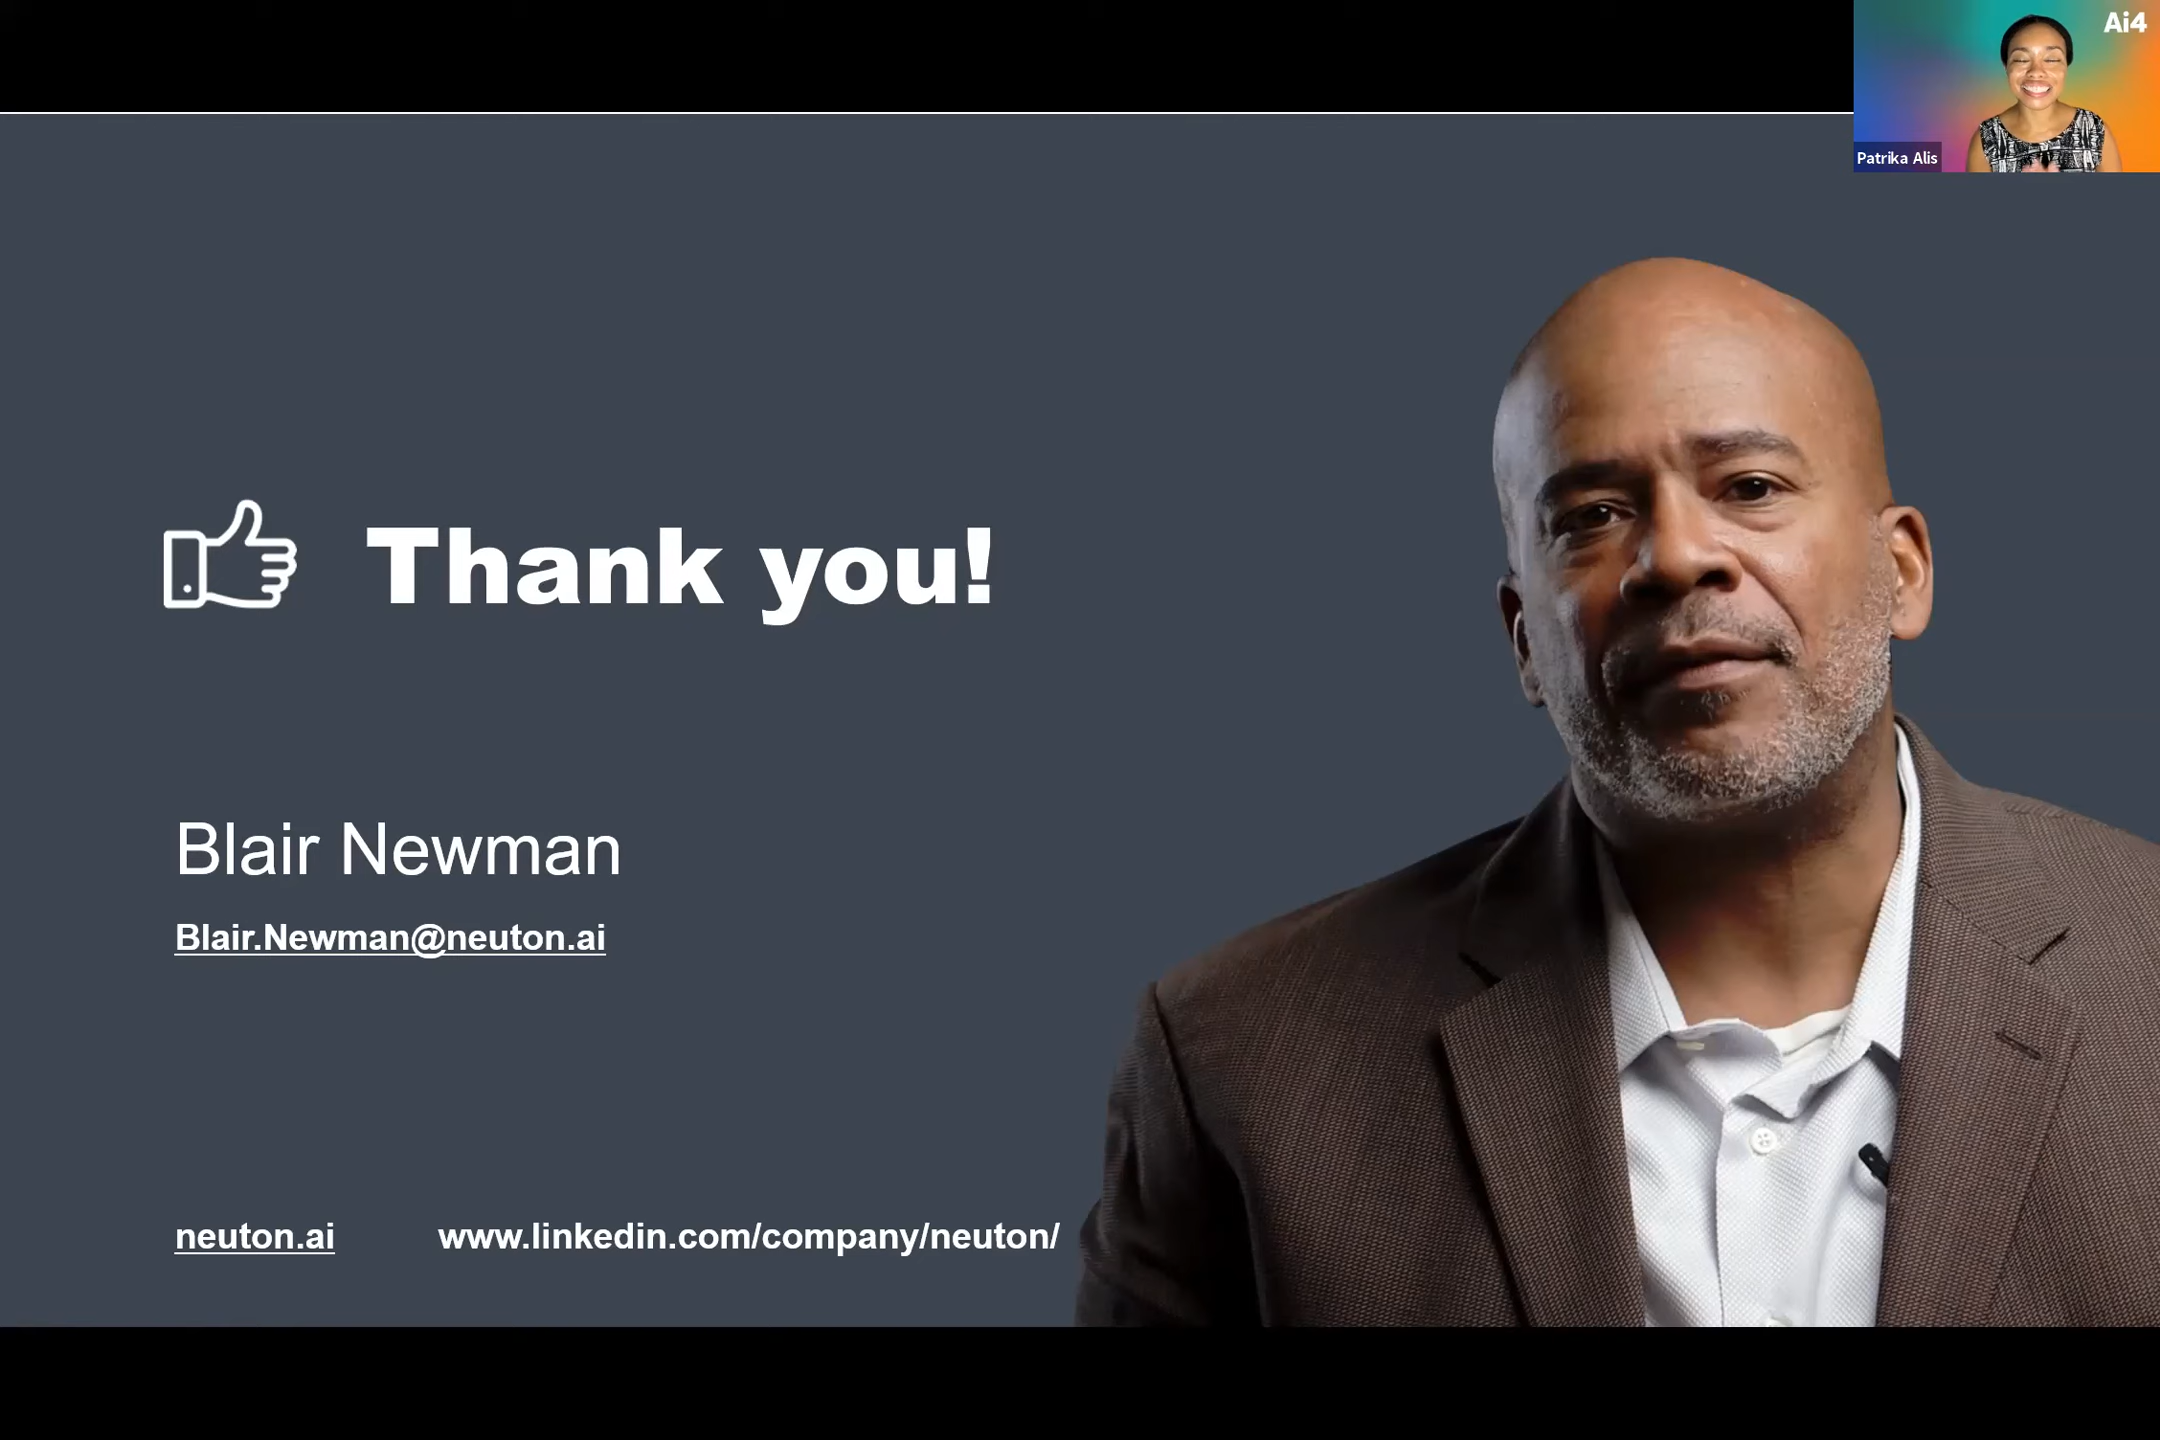 Ai4
Patrika Alis
Thank you!
Blair Newman
Blair.Newman@neuton.ai
neuton.ai www.linkedin.com/company/neuton/